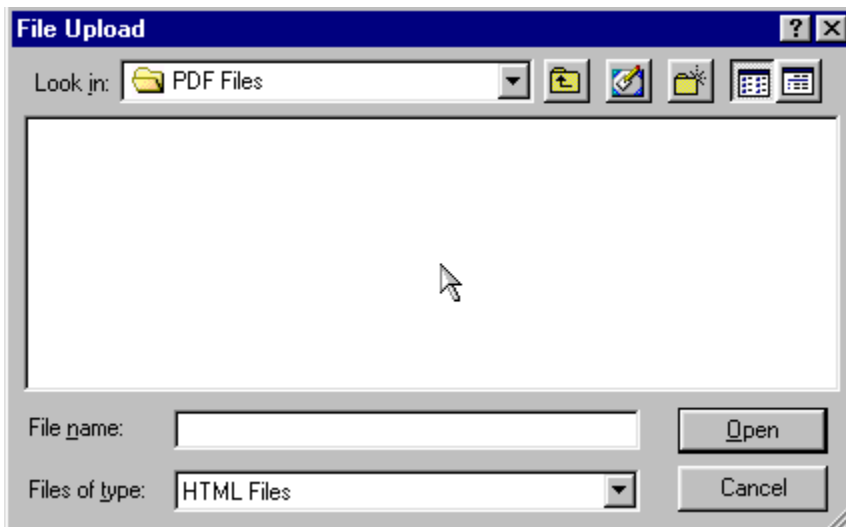 File Upload
Look in: PDF Files
File name:
Open
Files of type: HTML Files
Cancel